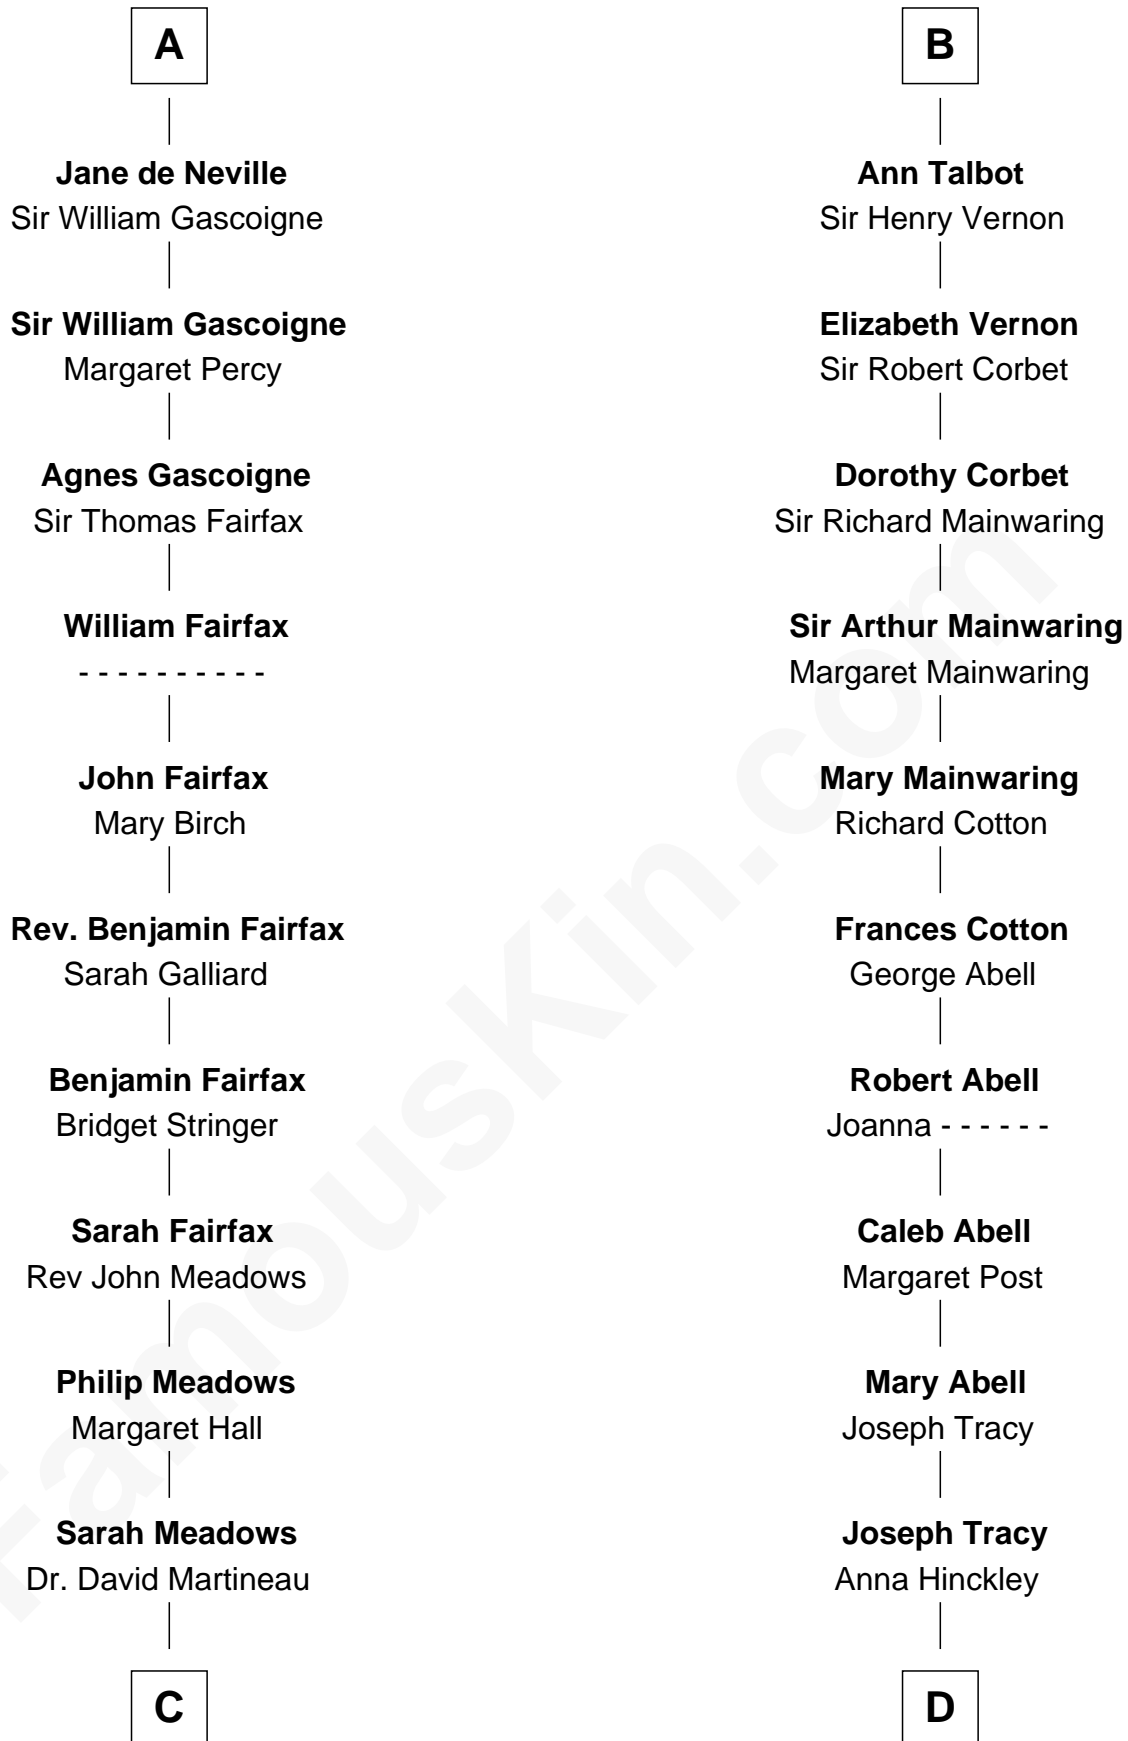 A
Jane de Neville
Sir William Gascoigne
Sir William Gascoigne
Margaret Percy
Agnes Gascoigne
Sir Thomas Fairfax
William Fairfax
- - - - - - - - - -
John Fairfax
Mary Birch
Rev. Benjamin Fairfax
Sarah Galliard
Benjamin Fairfax
Bridget Stringer
Sarah Fairfax
Rev John Meadows
Philip Meadows
Margaret Hall
Sarah Meadows
Dr. David Martineau
C
B
Ann Talbot
Sir Henry Vernon
Elizabeth Vernon
Sir Robert Corbet
Dorothy Corbet
Sir Richard Mainwaring
Sir Arthur Mainwaring
Margaret Mainwaring
Mary Mainwaring
Richard Cotton
Frances Cotton
George Abell
Robert Abell
Joanna - - - - - -
Caleb Abell
Margaret Post
Mary Abell
Joseph Tracy
Joseph Tracy
Anna Hinckley
D
FamousKin.com